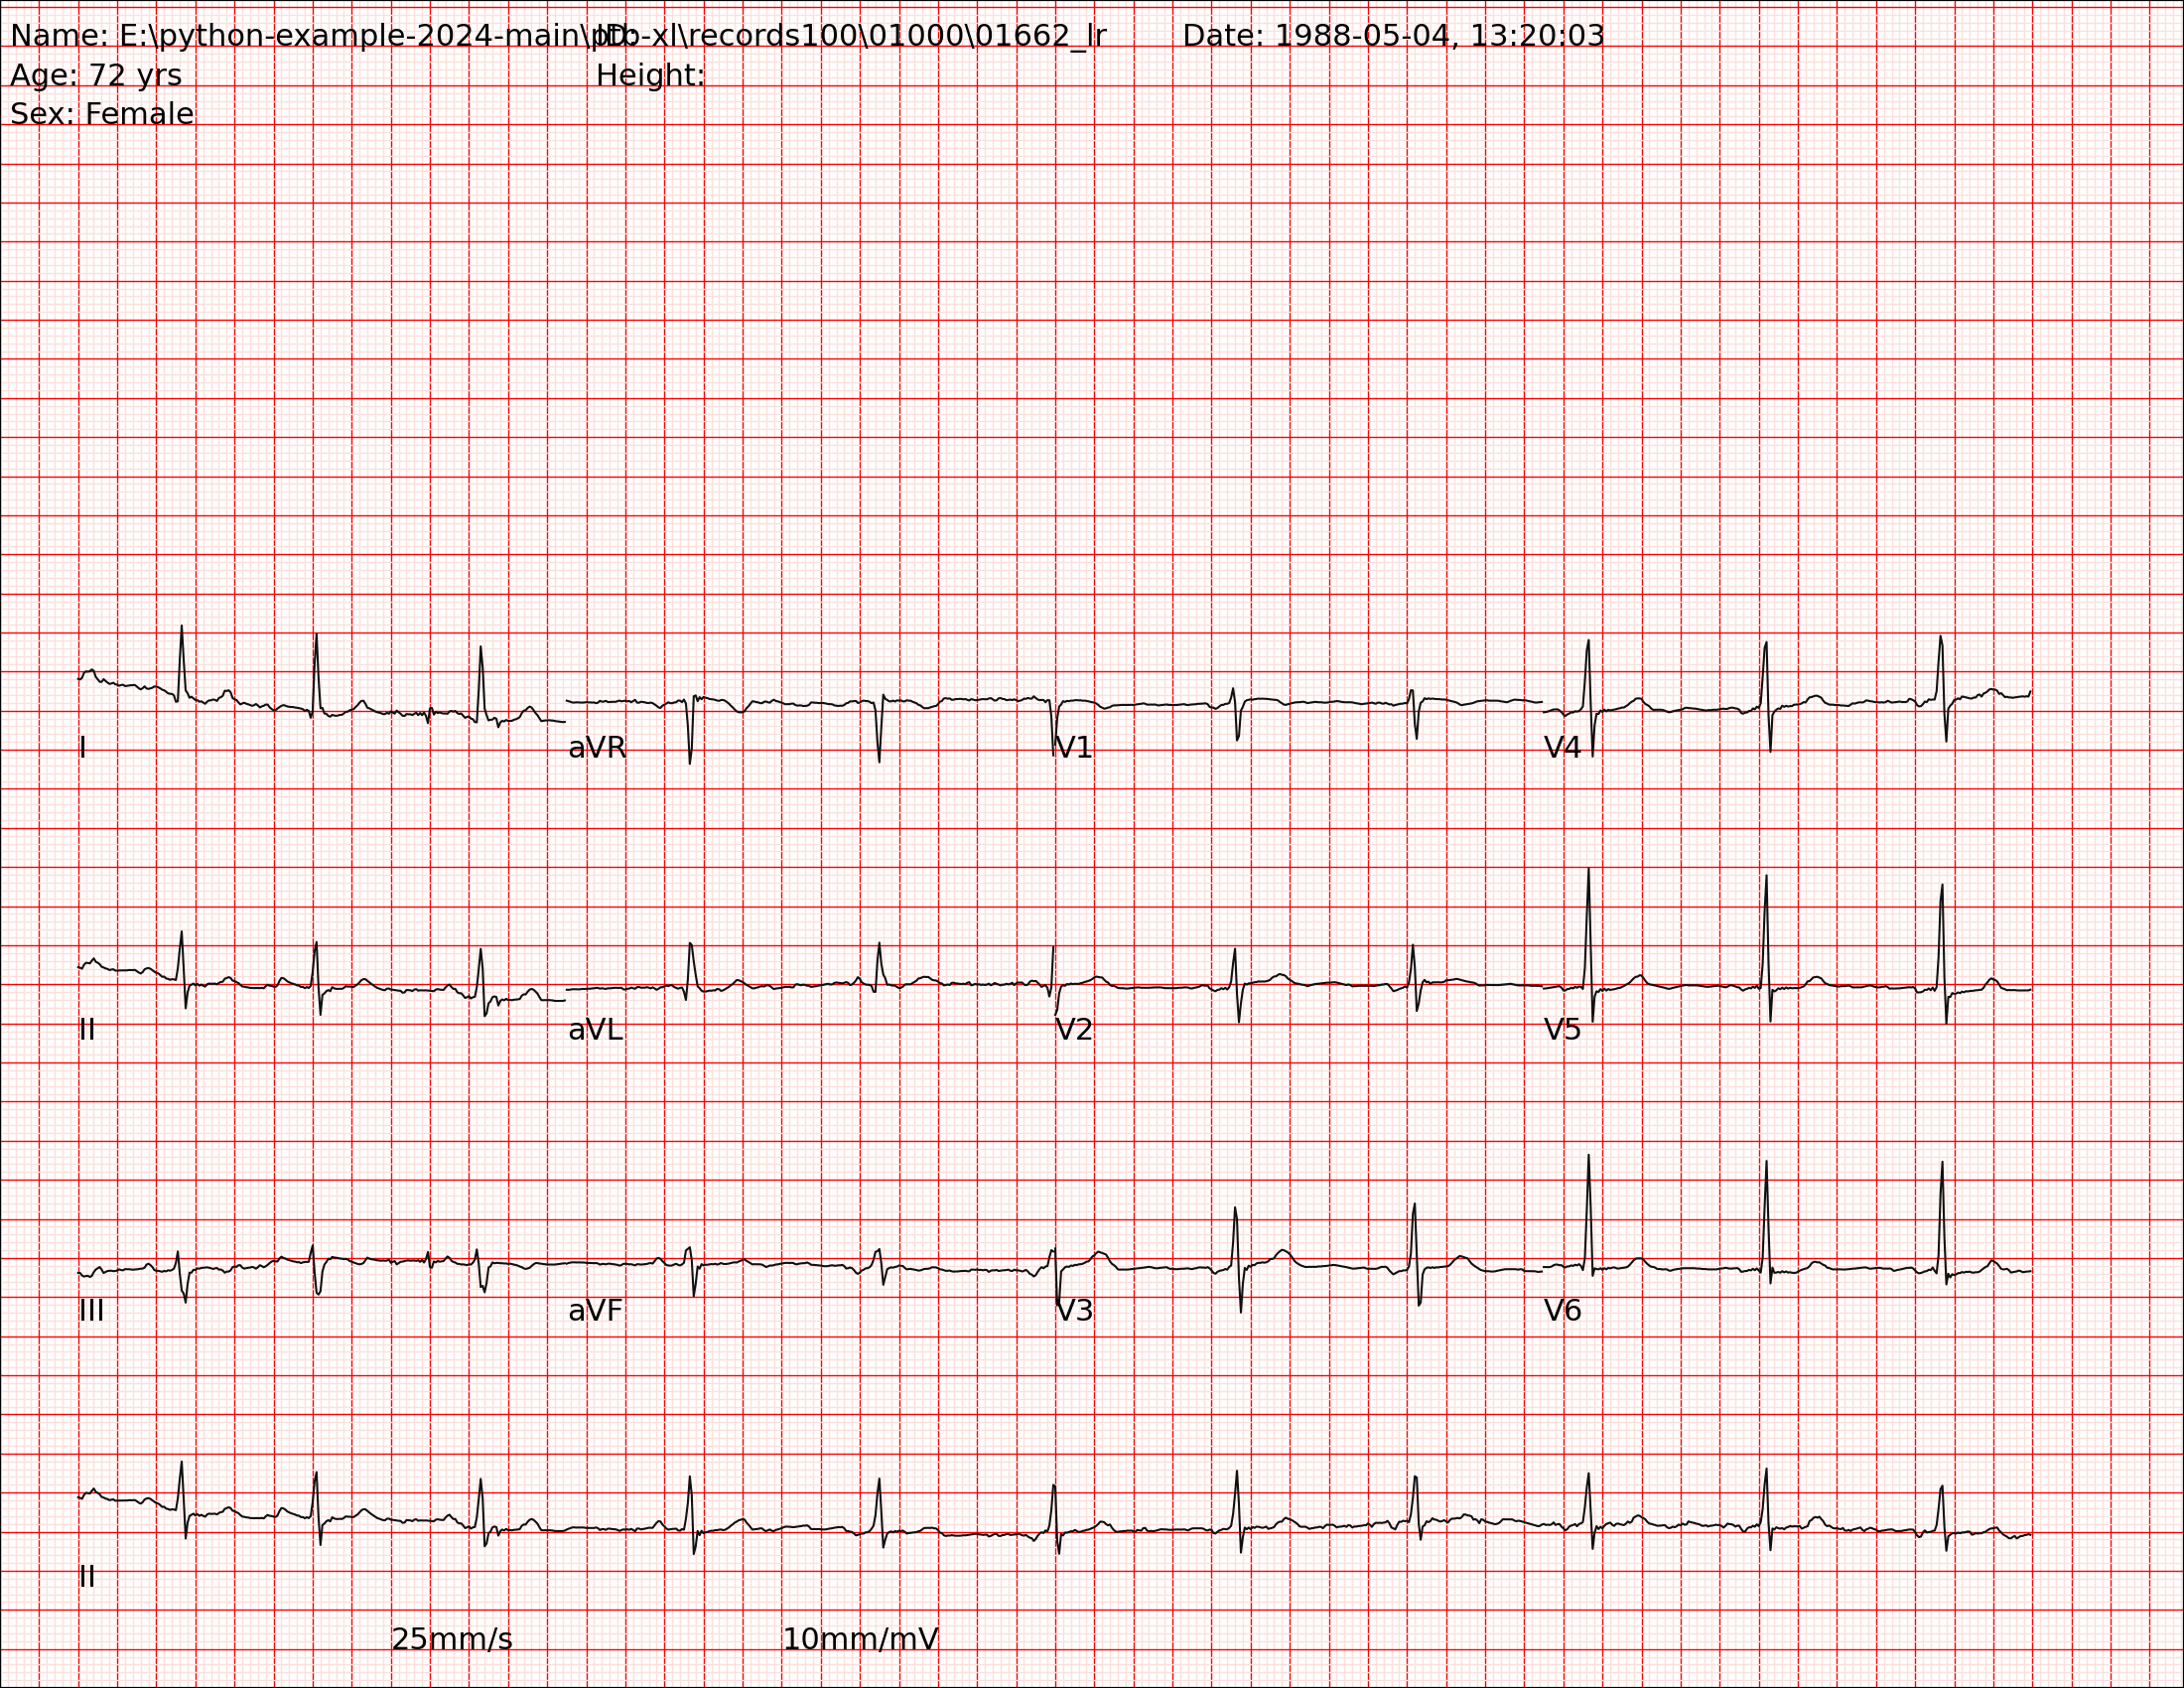 Name: E:\python-example-2024-main\ptb-xl\records100\01000\01662_lr ID: Date: 1988-05-04, 13:20:03
Age: 72 yrs Height:
Sex: Female
I aVR V1 V4
II aVL V2 V5
III aVF V3 V6
II
25mm/s 10mm/mV